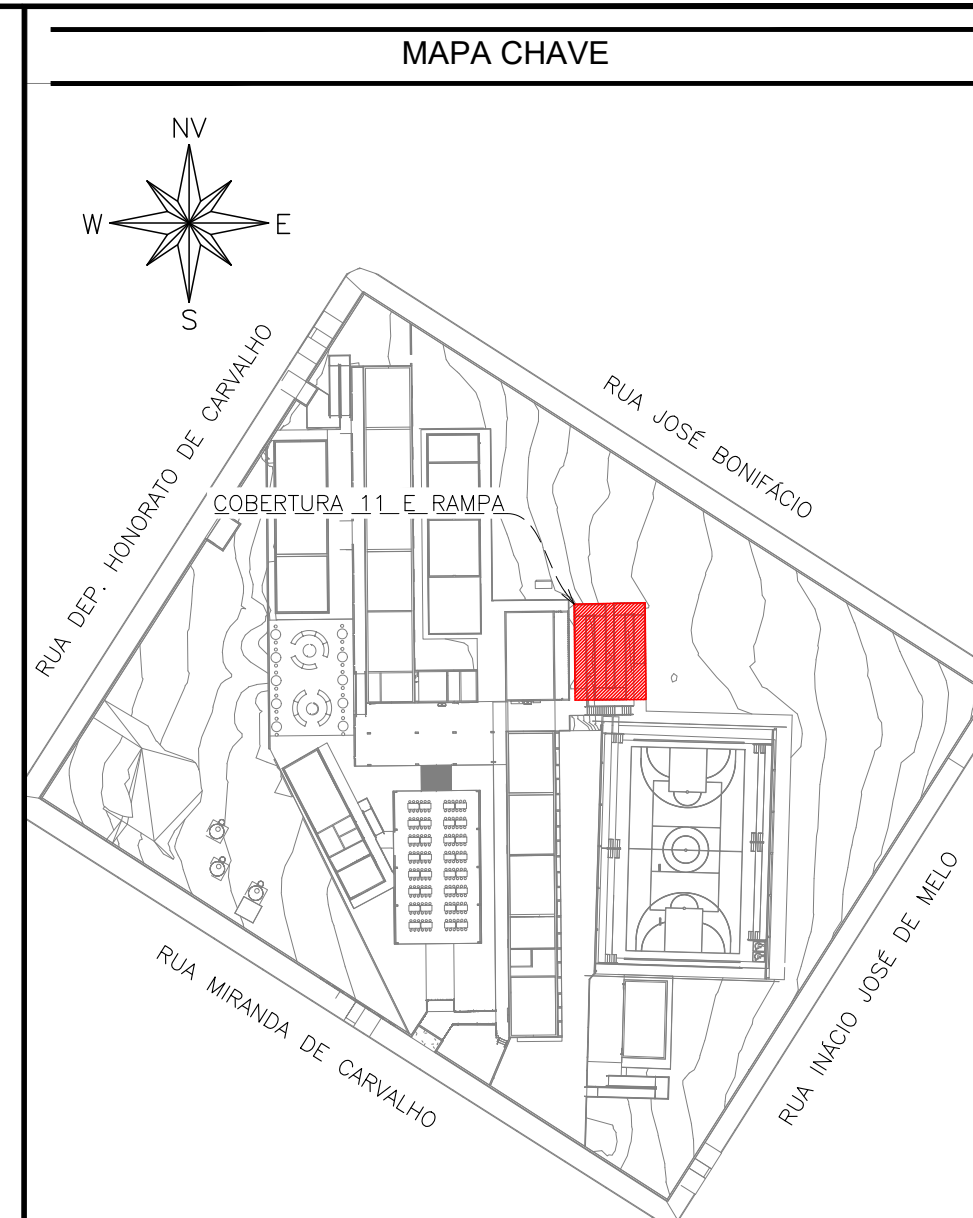 MAPA CHAVE
NV
W
E
S
RUA DEP. HONORATO DE CARVALHO
RUA JOSÉ BONIFÁCIO
COBERTURA 11 E RAMPA
RUA MIRANDA DE CARVALHO
RUA INÁCIO JOSÉ DE MELO